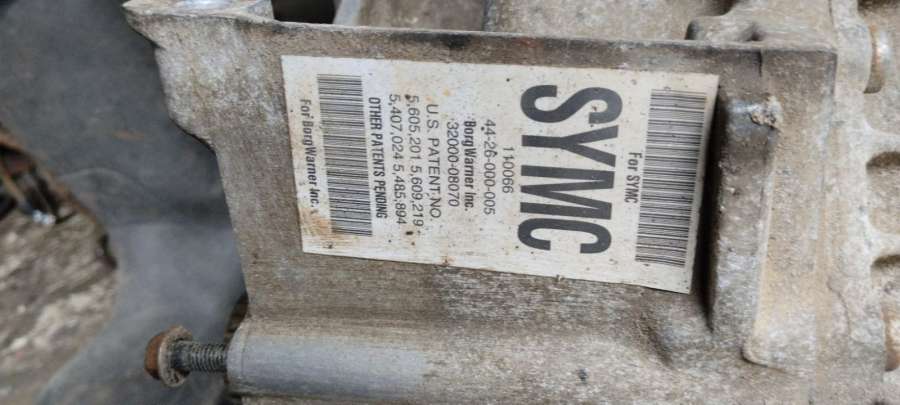 For SYMC
SYMC
110066
44-26-000-005
BorgWarner Inc.
32000-08070
U.S. PATENT NO.
5,605,201 5,609,219
5,407,024 5,485,894
OTHER PATENTS PENDING
For BorgWarner Inc.